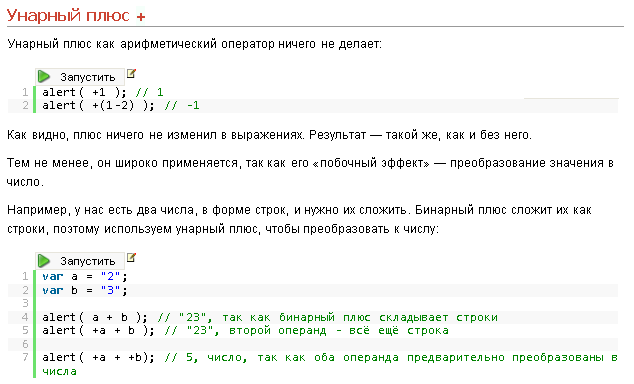 Унарный плюс +
Унарный плюс как арифметический оператор ничего не делает:
Запустить
1 alert( +1 ); // 1
2 alert( +(1-2) ); // -1
Как видно, плюс ничего не изменил в выражениях. Результат — такой же, как и без него.
Тем не менее, он широко применяется, так как его «побочный эффект» — преобразование значения в
число.
Например, у нас есть два числа, в форме строк, и нужно их сложить. Бинарный плюс сложит их как
строки, поэтому используем унарный плюс, чтобы преобразовать к числу:
Запустить
1 var a = "2";
2 var b = "3";
3
4 alert( a + b ); // "23", так как бинарный плюс складывает строки
5 alert( +a + b ); // "23", второй операнд - всё ещё строка
6
7 alert( +a + +b); // 5, число, так как оба операнда предварительно преобразованы в
числа